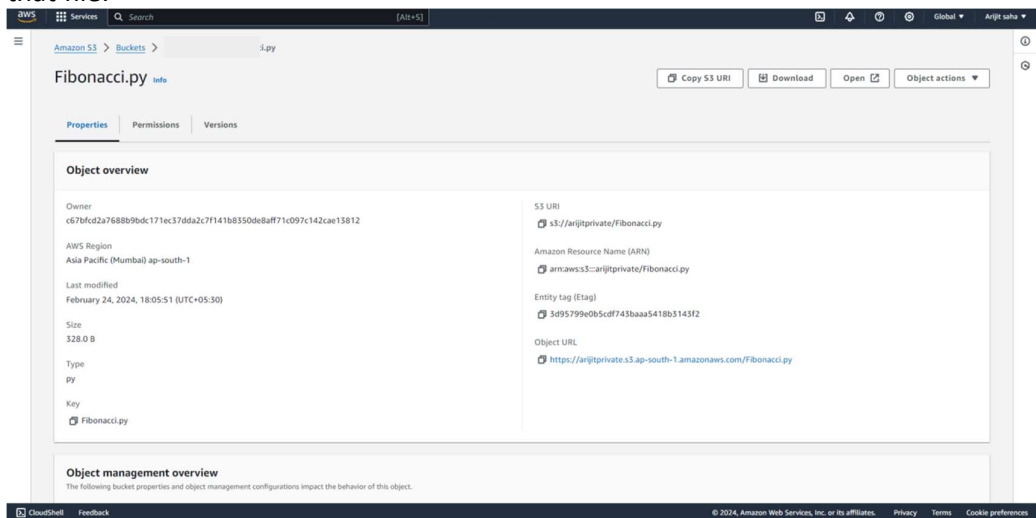 aws Services Search [Alt+S] Global Arijit saha
Amazon S3 > Buckets > i.py
Fibonacci.py Info
Copy S3 URI Download Open Object actions
Properties Permissions Versions
Object overview
Owner
c67bfcd2a7688b9bdc171ec37dda2c7f141b8350de8aff71c097c142cae13812
AWS Region
Asia Pacific (Mumbai) ap-south-1
Last modified
February 24, 2024, 18:05:51 (UTC+05:30)
Size
328.0 B
Type
py
Key
Fibonacci.py
S3 URI
s3://arijitprivate/Fibonacci.py
Amazon Resource Name (ARN)
arn:aws:s3:::arijitprivate/Fibonacci.py
Entity tag (Etag)
3d95799e0b5cdf743baaa5418b3143f2
Object URL
https://arijitprivate.s3.ap-south-1.amazonaws.com/Fibonacci.py
Object management overview
The following bucket properties and object management configurations impact the behavior of this object.
CloudShell Feedback © 2024, Amazon Web Services, Inc. or its affiliates. Privacy Terms Cookie preferences